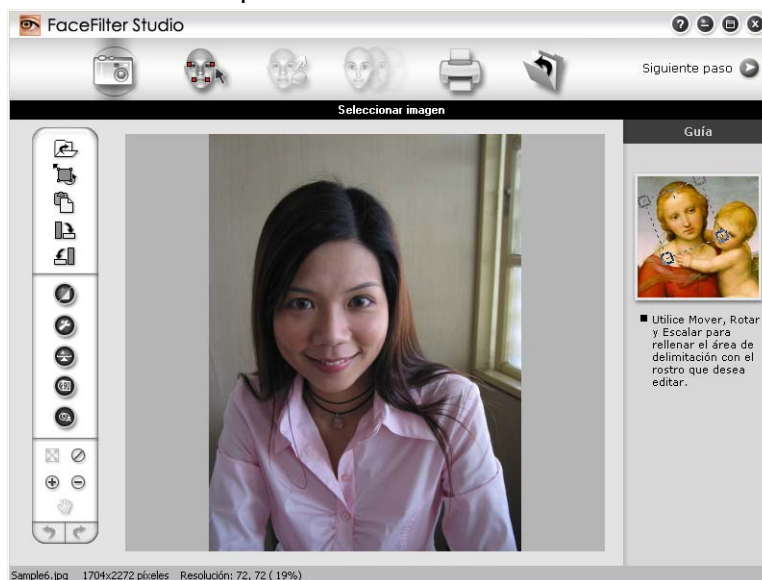 FaceFilter Studio
Siguiente paso
Seleccionar imagen
Guía
Utilice Mover, Rotar
y Escalar para
rellenar el área de
delimitación con el
rostro que desea
editar.
Sample6.jpg 1704x2272 píxeles Resolución: 72, 72 ( 19%)